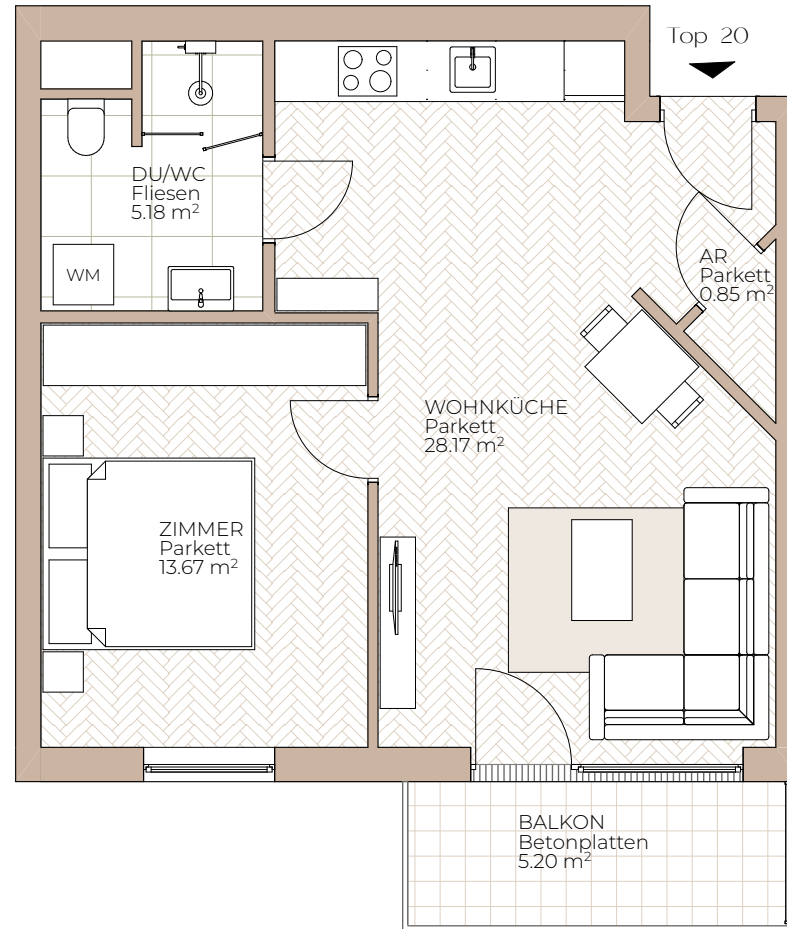 Top 20
DU/WC
Fliesen
5.18 m²
WM
AR
Parkett
0.85 m²
WOHNKÜCHE
Parkett
28.17 m²
ZIMMER
Parkett
13.67 m²
BALKON
Betonplatten
5.20 m²